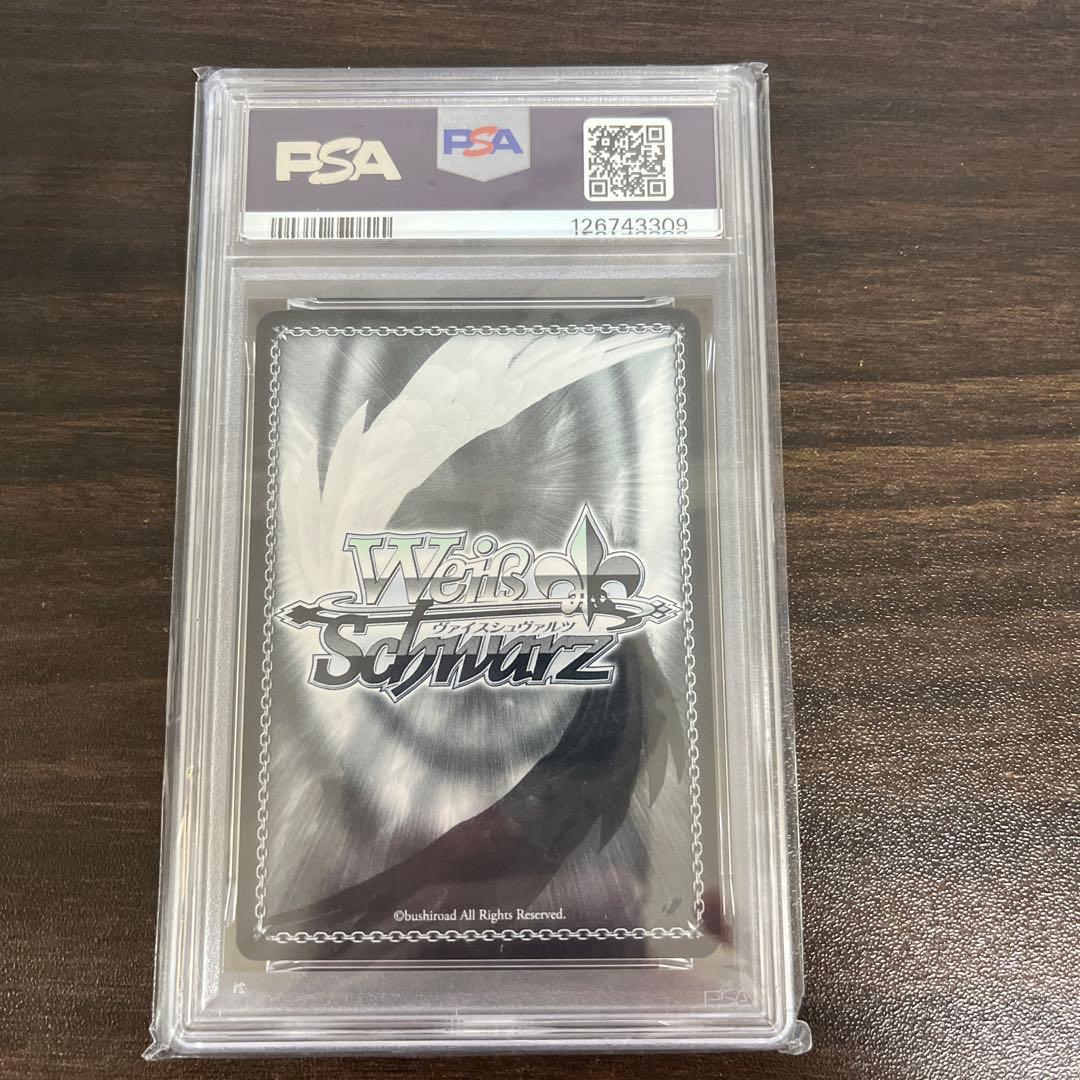 PSA
PSA
126743309
Weiß
ヴァイスシュヴァルツ
Schwarz
©bushiroad All Rights Reserved.
PSA